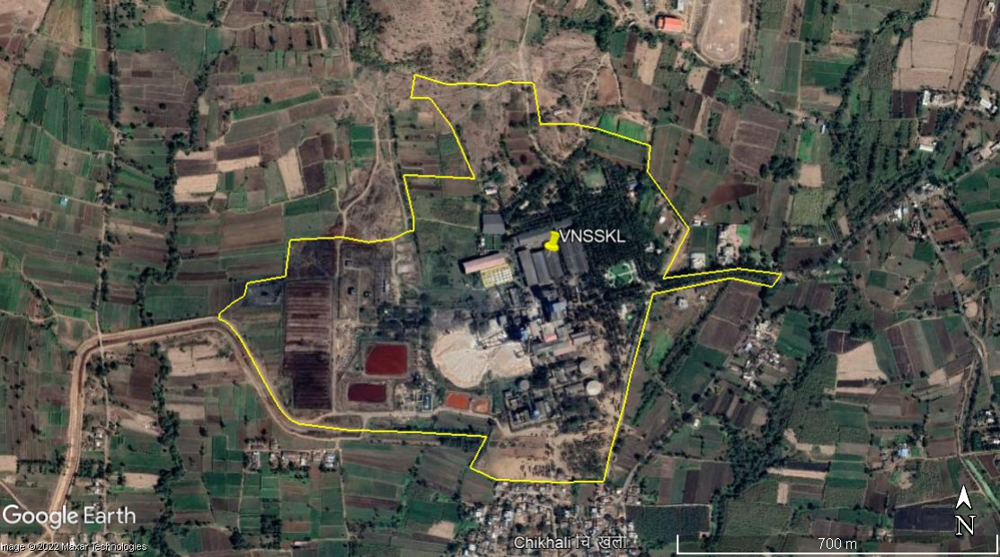 VNSSKL
Google Earth
Image © 2022 Maxar Technologies
Chikhali चिखली
700 m
N